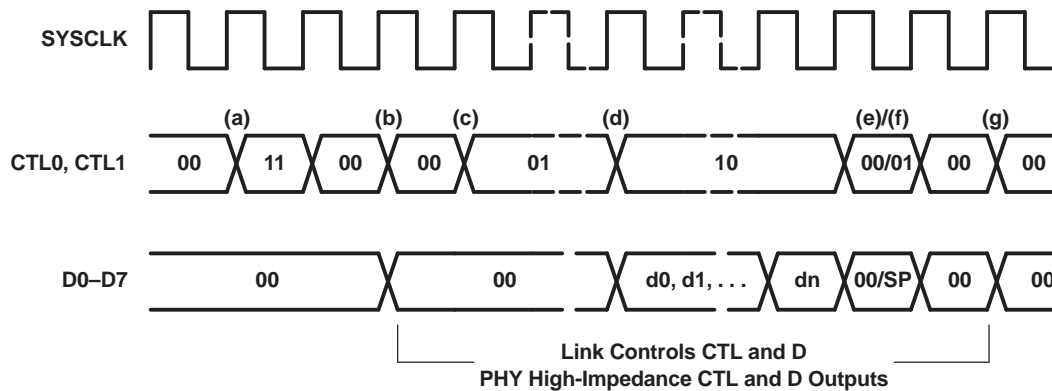 SYSCLK
(a) (b) (c) (d) (e)/(f) (g)
CTL0, CTL1 00 11 00 00 01 10 00/01 00 00
D0–D7 00 00 d0, d1, . . . dn 00/SP 00 00
Link Controls CTL and D
PHY High-Impedance CTL and D Outputs